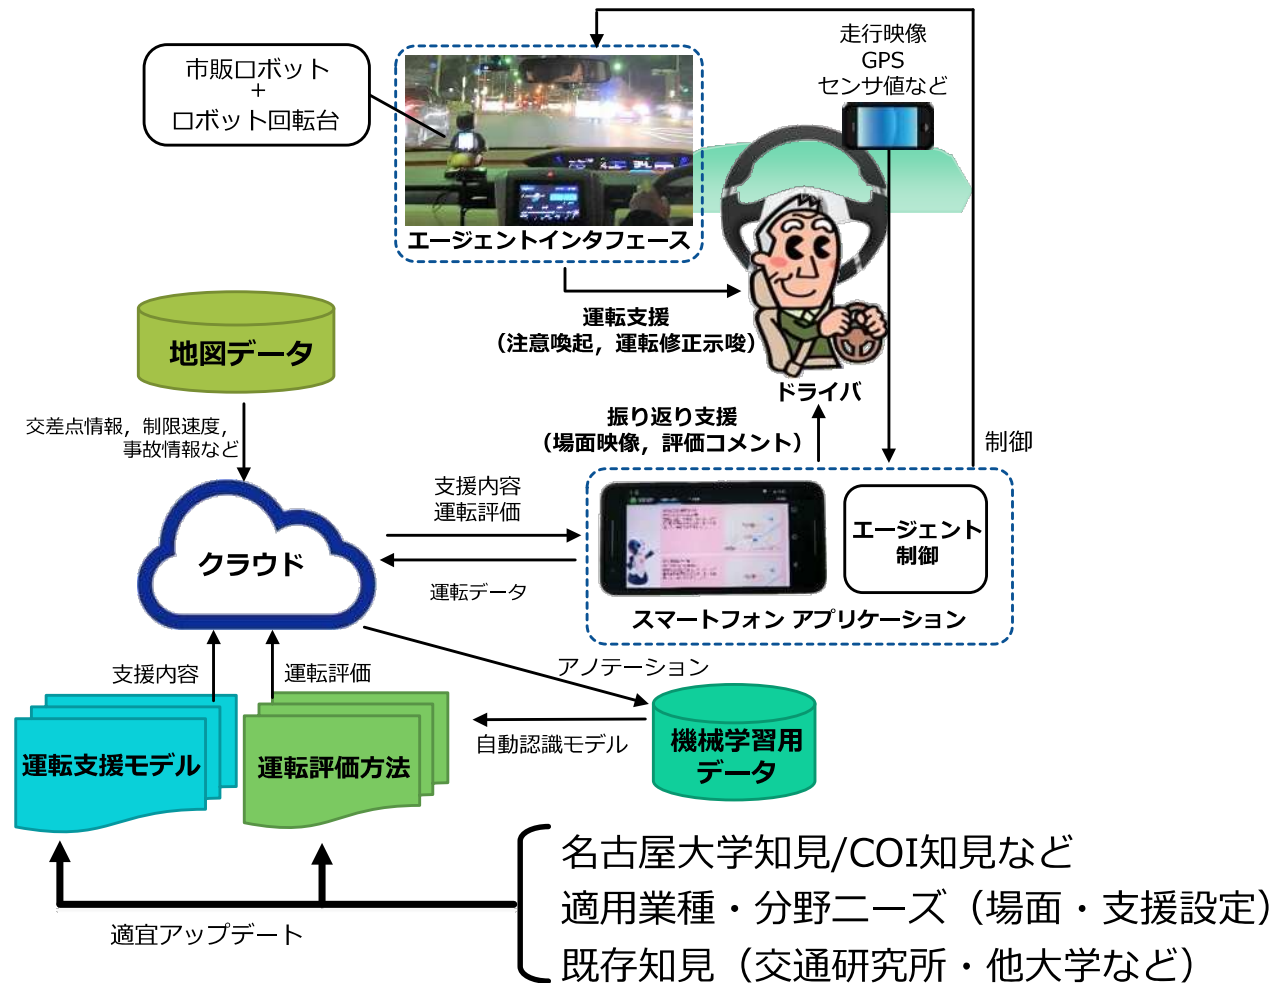 市販ロボット
+
ロボット回転台
走行映像
GPS
センサ値など
エージェントインタフェース
運転支援
（注意喚起，運転修正示唆）
ドライバ
地図データ
交差点情報，制限速度，
事故情報など
振り返り支援
（場面映像，評価コメント）
制御
支援内容
運転評価
クラウド
運転データ
エージェント
制御
スマートフォン アプリケーション
支援内容
運転評価
アノテーション
自動認識モデル
機械学習用
データ
運転支援モデル
運転評価方法
適宜アップデート
名古屋大学知見/COI知見など
適用業種・分野ニーズ（場面・支援設定）
既存知見（交通研究所・他大学など）